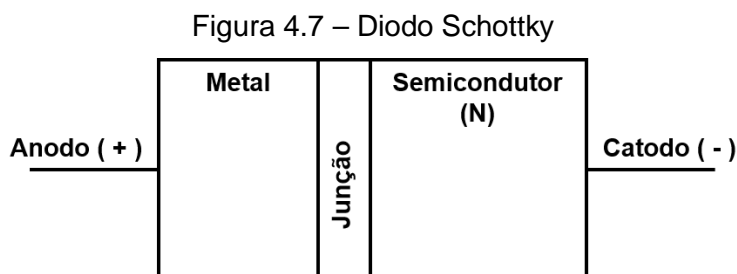 Figura 4.7 – Diodo Schottky
Metal
Semicondutor
(N)
Anodo ( + )
Junção
Catodo ( - )